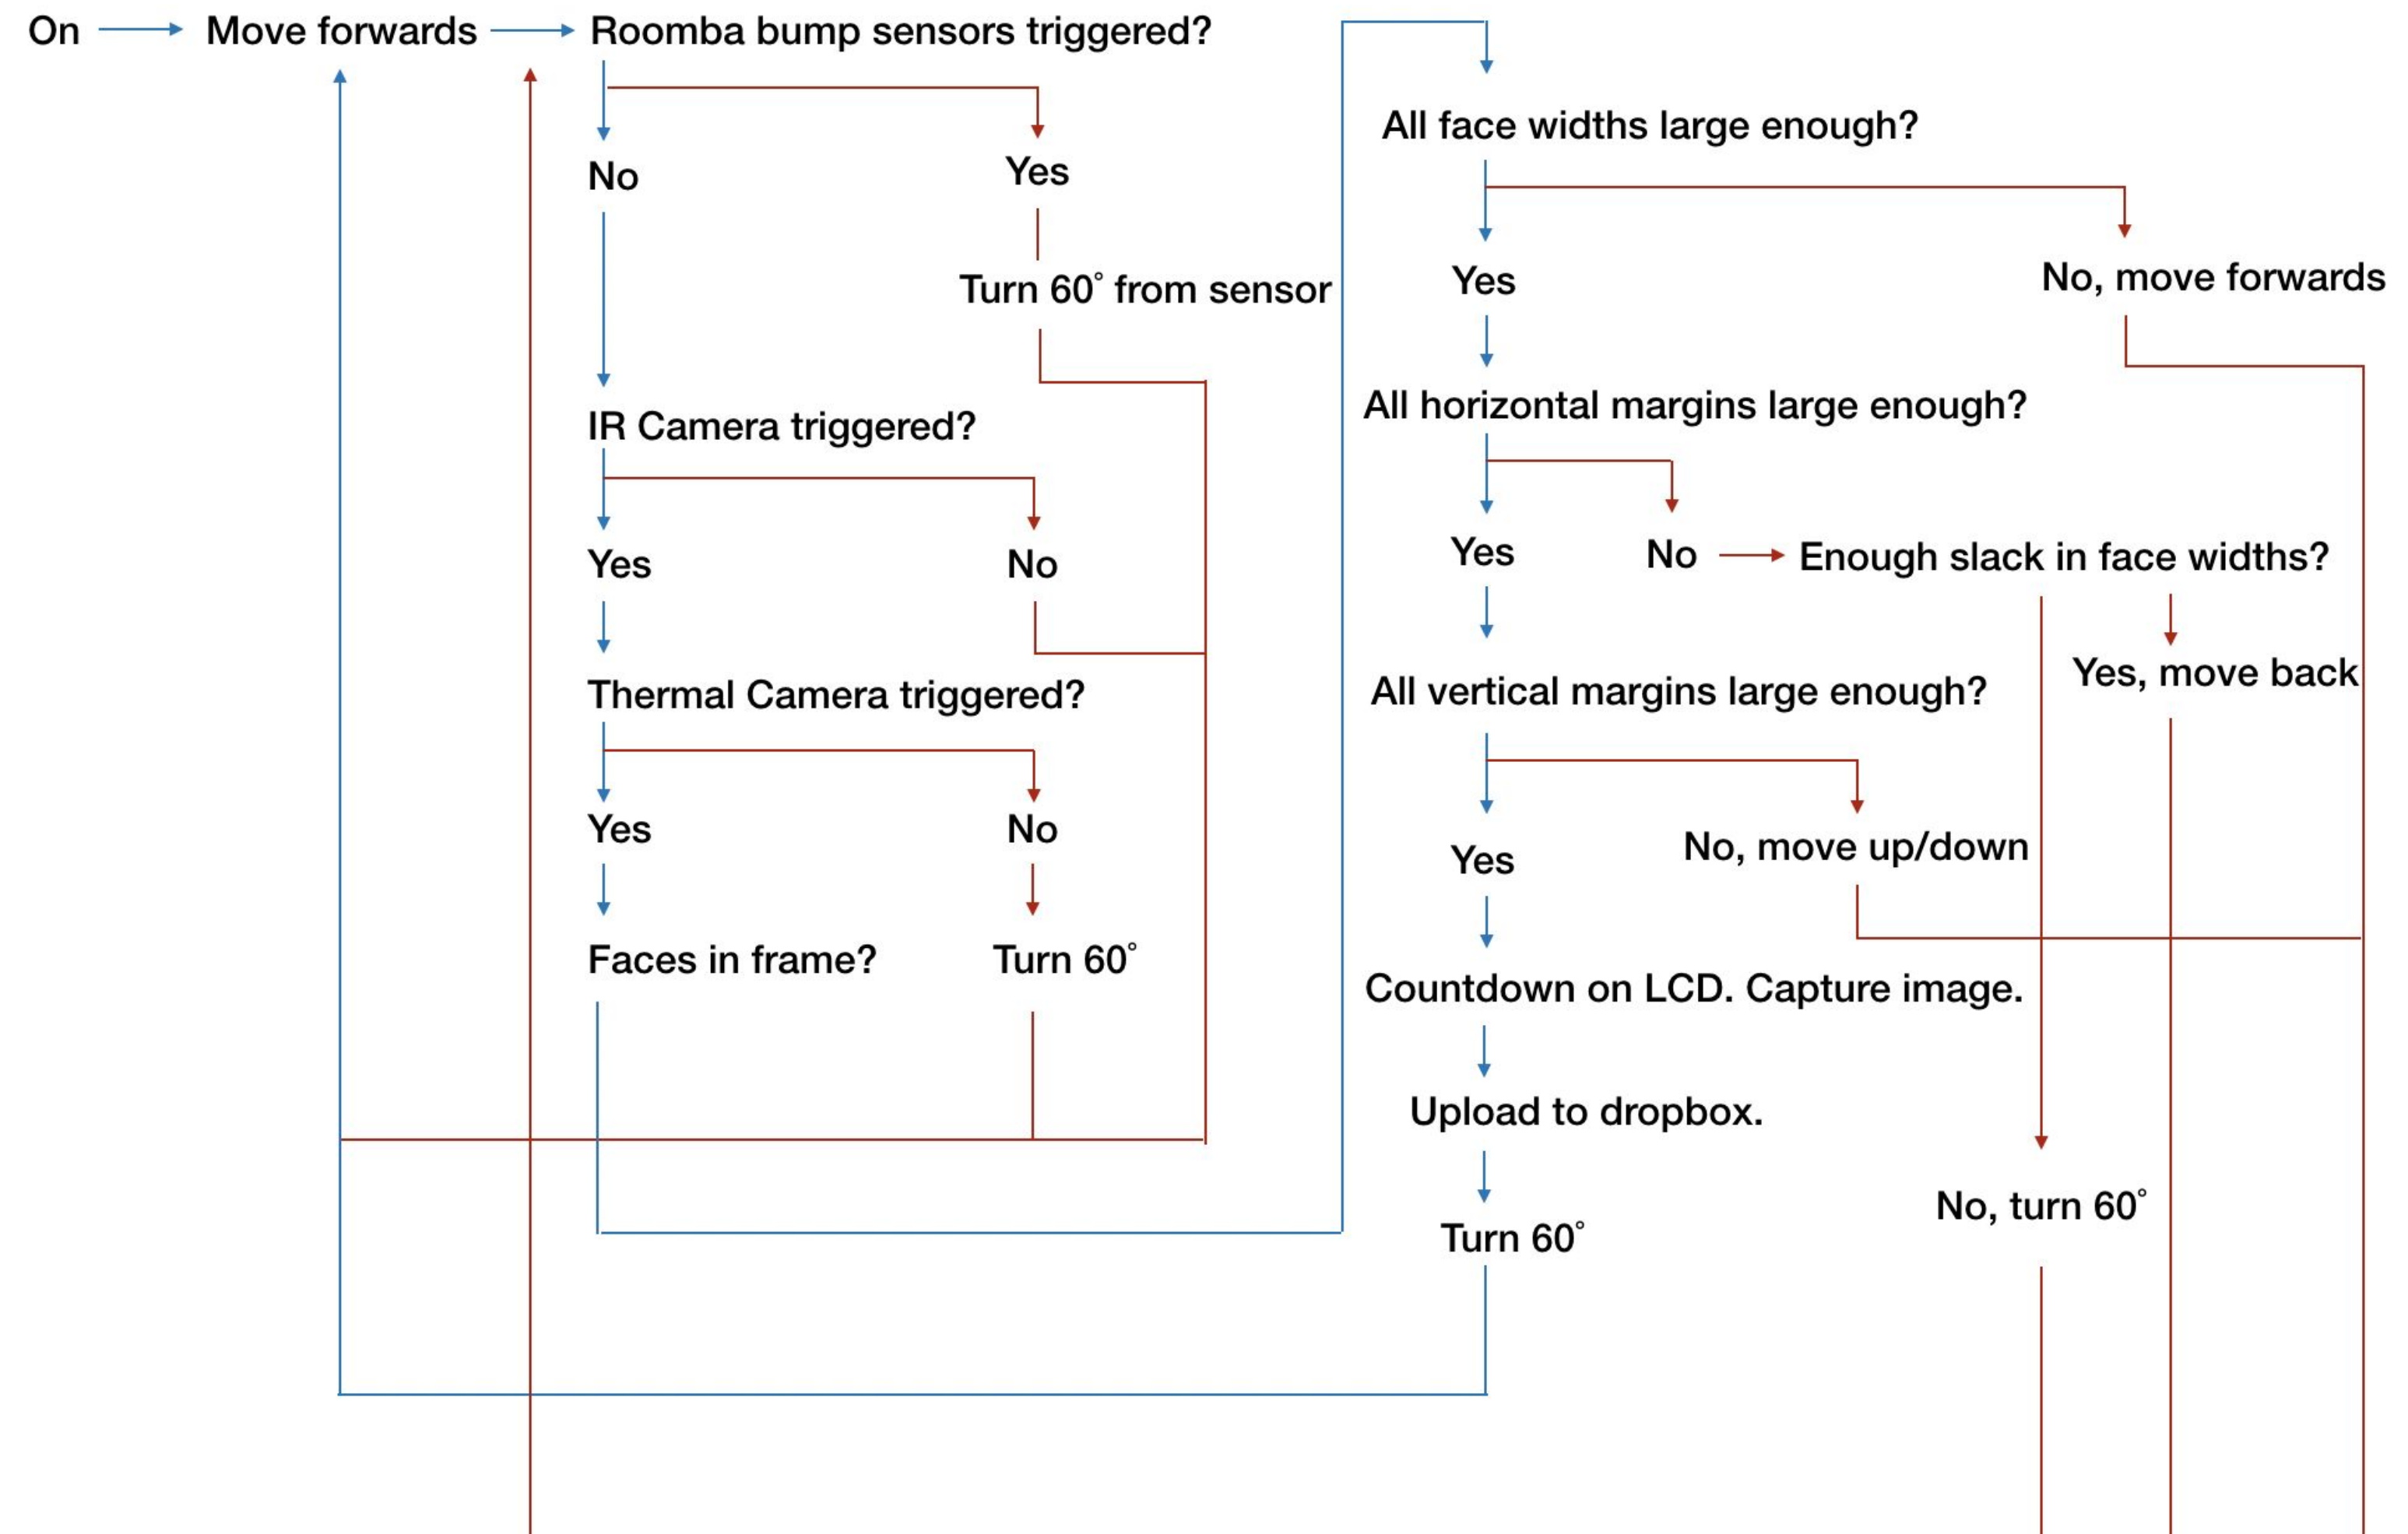 On
Move forwards
Roomba bump sensors triggered?
No
Yes
Turn 60° from sensor
IR Camera triggered?
Yes
No
Thermal Camera triggered?
Yes
No
Faces in frame?
Turn 60°
All face widths large enough?
Yes
No, move forwards
All horizontal margins large enough?
Yes
No
Enough slack in face widths?
Yes, move back
All vertical margins large enough?
Yes
No, move up/down
Countdown on LCD. Capture image.
Upload to dropbox.
No, turn 60°
Turn 60°